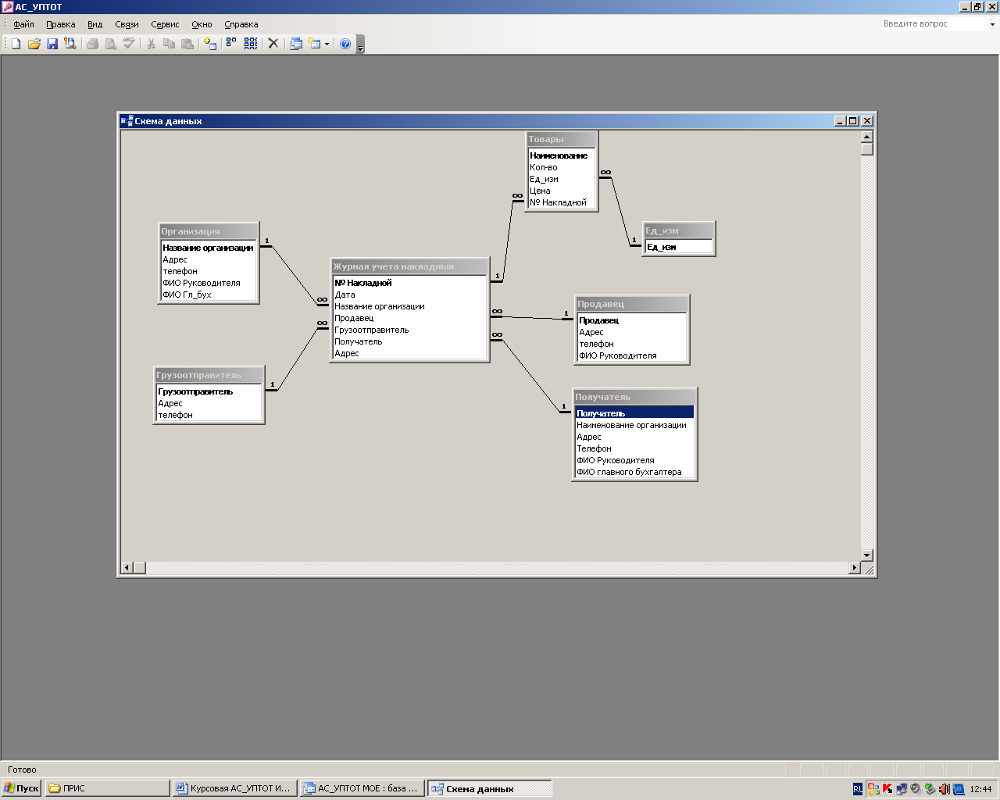 АС_УПТОТ
Файл Правка Вид Связи Сервис Окно Справка
Введите вопрос
Схема данных
Товары
Наименование
Кол-во
Ед_изм
Цена
№ Накладной
∞
∞
1
Ед_изм
Ед_изм
Организация
Название организации
Адрес
телефон
ФИО Руководителя
ФИО Гл_бух
1
∞
∞
Журнал учета накладных
№ Накладной
Дата
Название организации
Продавец
Грузоотправитель
Получатель
Адрес
1
∞
∞
1
Продавец
Продавец
Адрес
телефон
ФИО Руководителя
Грузоотправитель
Грузоотправитель
Адрес
телефон
1
1
Получатель
Получатель
Наименование организации
Адрес
Телефон
ФИО Руководителя
ФИО главного бухгалтера
Готово
Пуск
ПРИС
Курсовая АС_УПТОТ И...
АС_УПТОТ МОЕ : база ...
Схема данных
RU
12:44